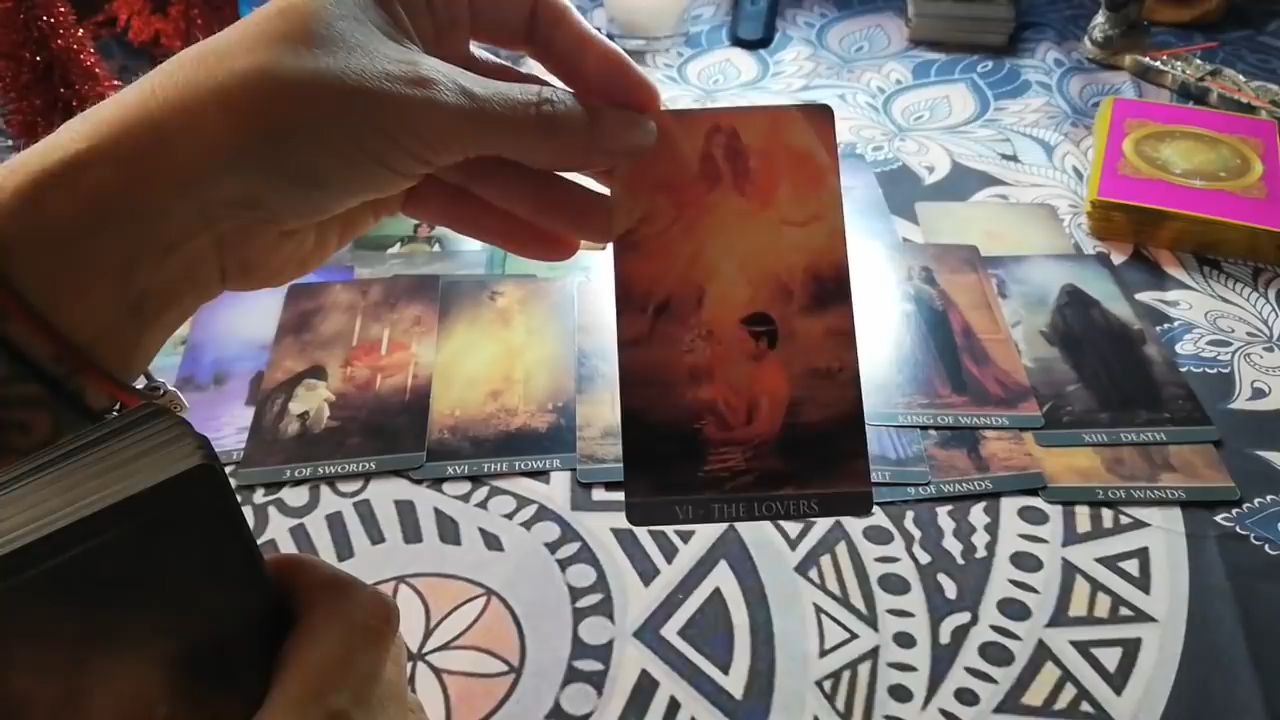 3 OF SWORDS
XVI - THE TOWER
VI - THE LOVERS
KING OF WANDS
XIII - DEATH
9 OF WANDS
2 OF WANDS